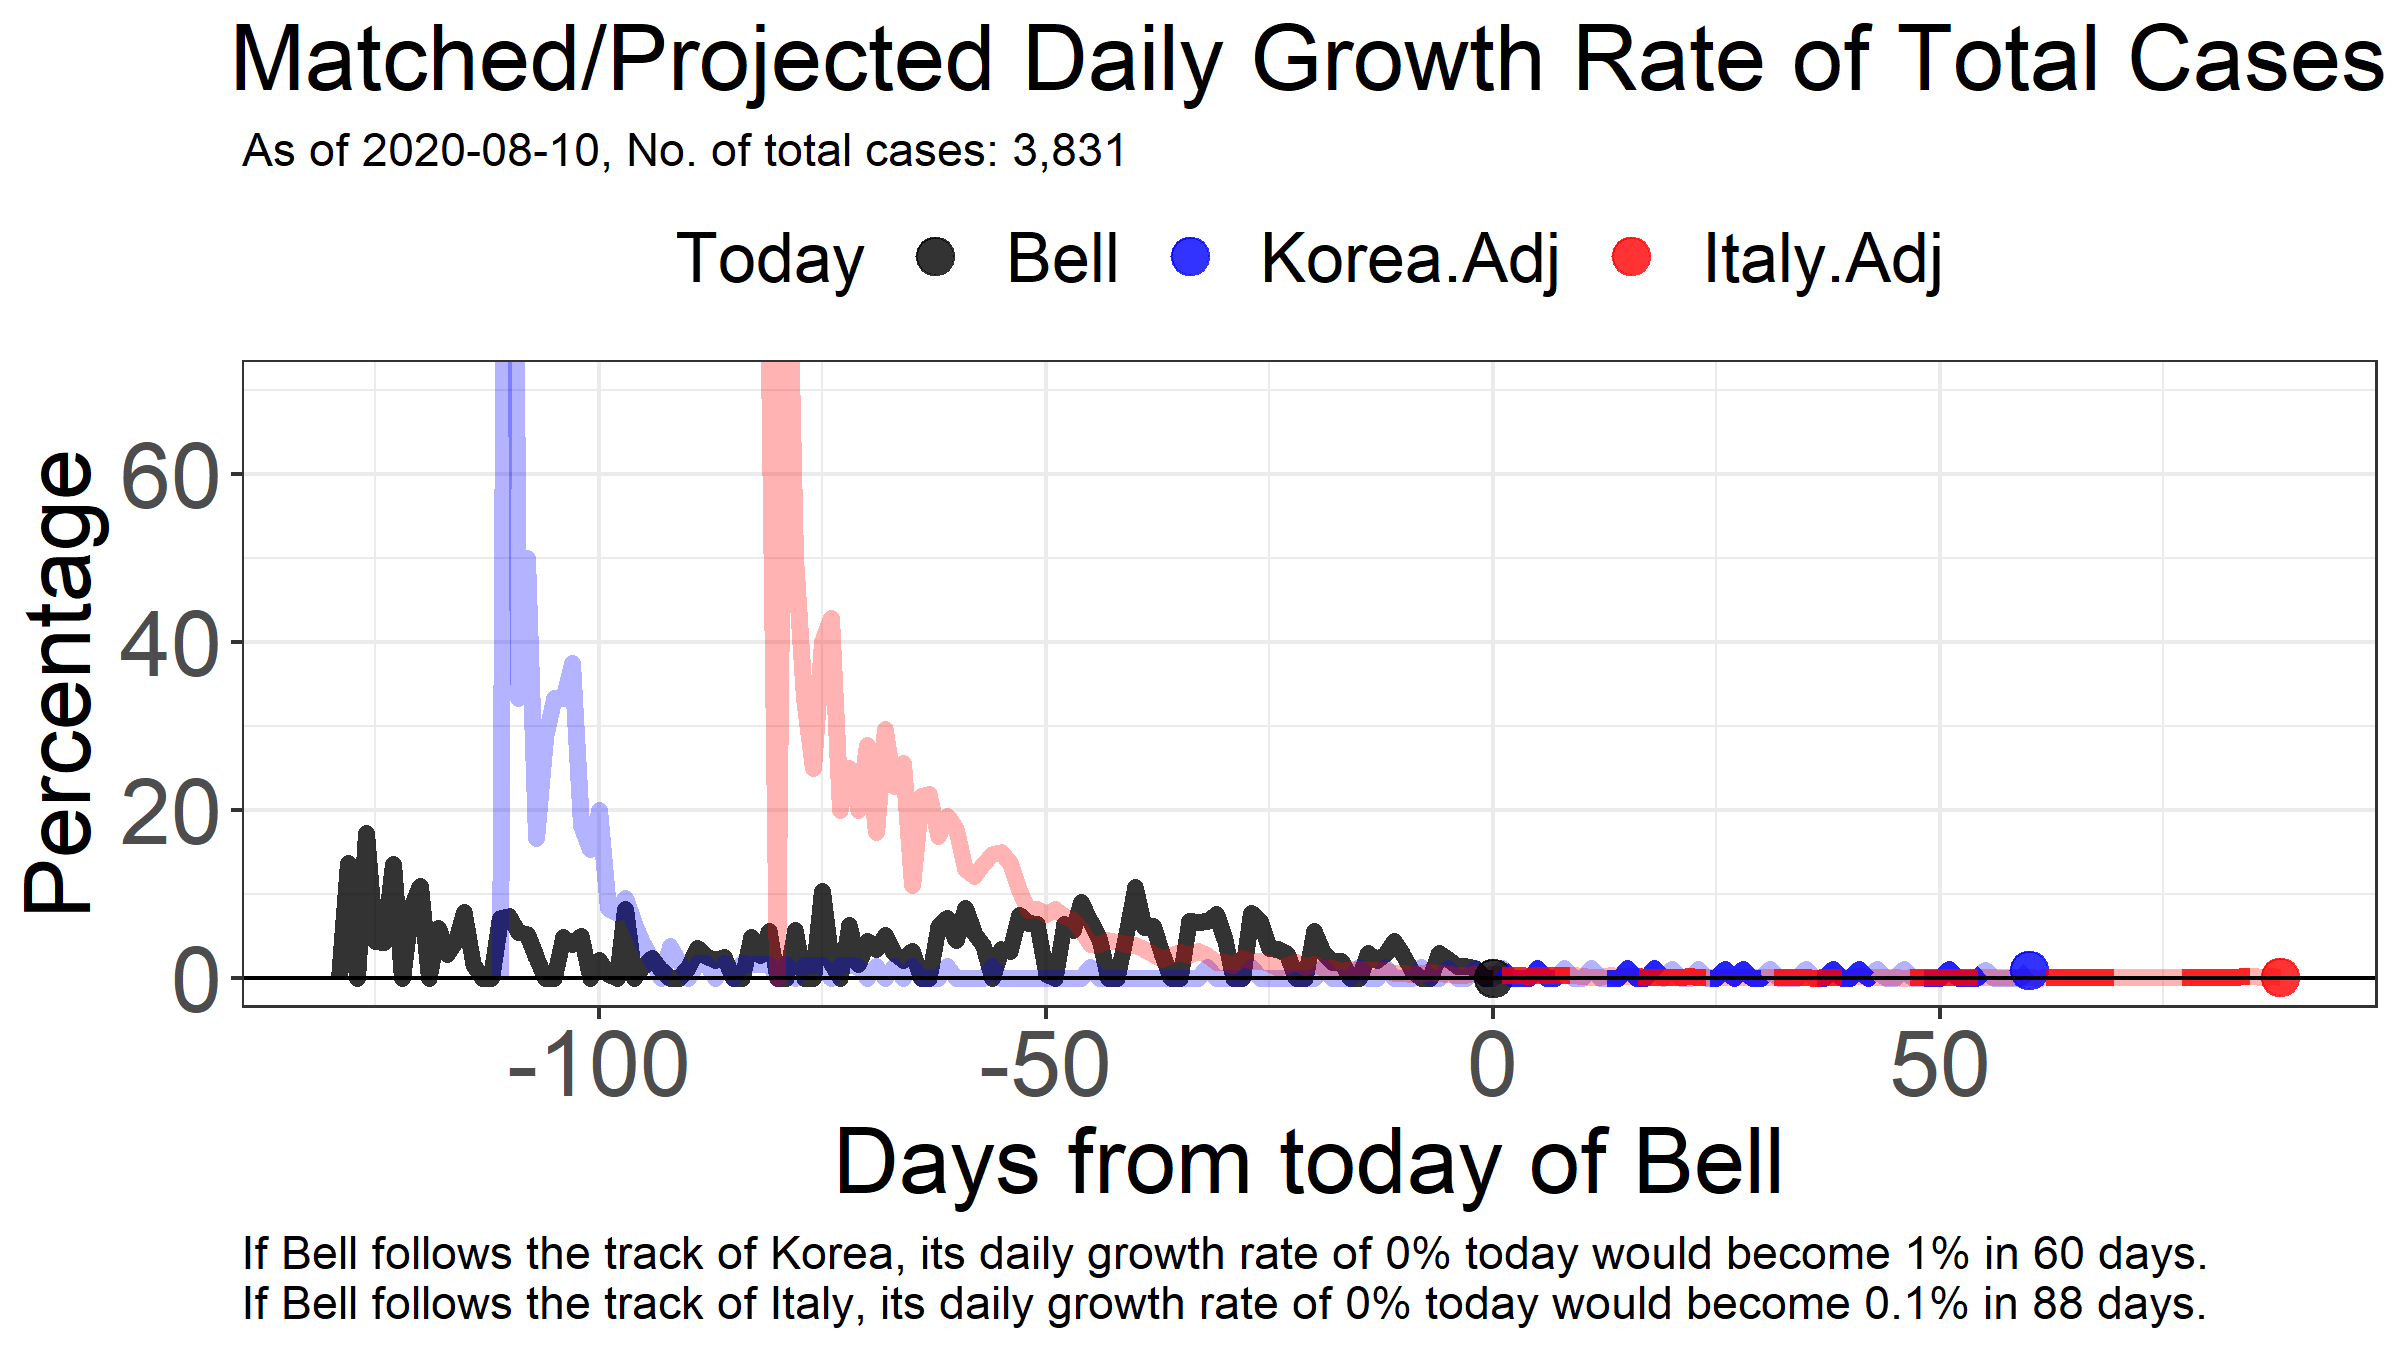 Matched/Projected Daily Growth Rate of Total Cases
As of 2020-08-10, No. of total cases: 3,831
Today Bell Korea.Adj Italy.Adj
Percentage
60
40
20
0
-100 -50 0 50
Days from today of Bell
If Bell follows the track of Korea, its daily growth rate of 0% today would become 1% in 60 days.
If Bell follows the track of Italy, its daily growth rate of 0% today would become 0.1% in 88 days.